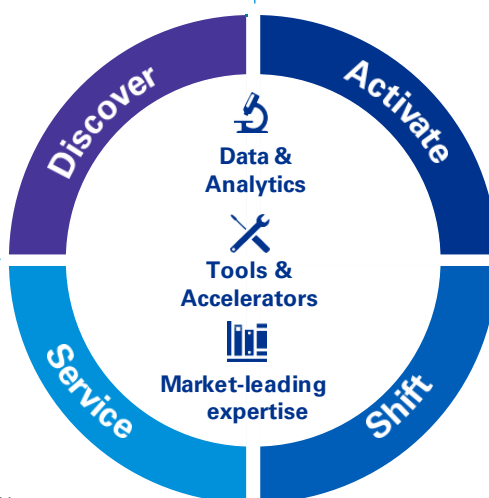 Discover
Activate
Data &
Analytics
Tools &
Accelerators
Market-leading
expertise
Service
Shift